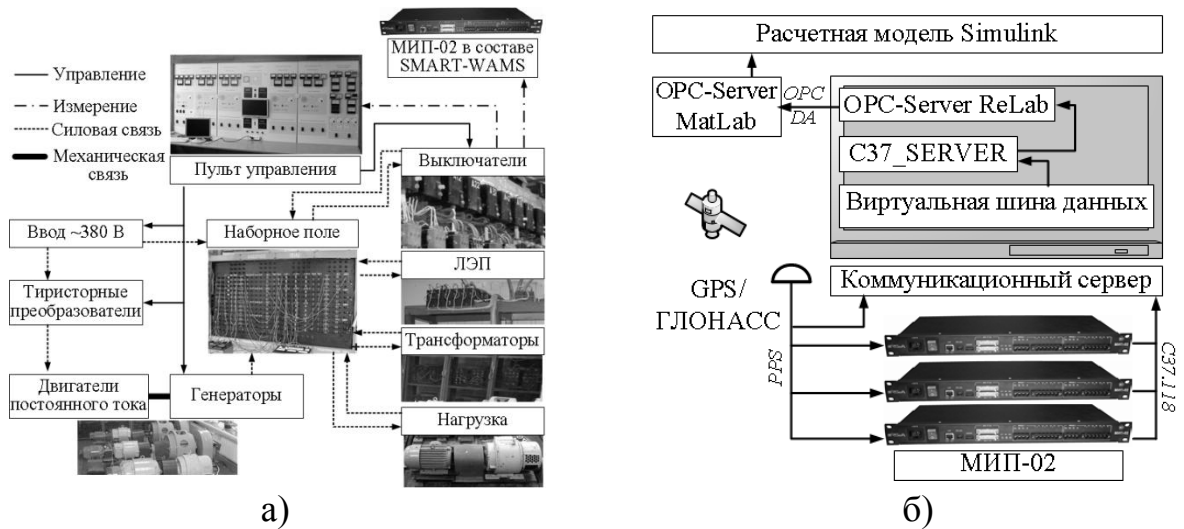 МИП-02 в составе
SMART-WAMS
Управление
Измерение
Силовая связь
Механическая
связь
Пульт управления
Выключатели
Ввод ~380 В
Наборное поле
ЛЭП
Тиристорные
преобразователи
Трансформаторы
Двигатели
постоянного тока
Генераторы
Нагрузка
а)
Расчетная модель Simulink
OPC-Server
MatLab
OPC
DA
OPC-Server ReLab
C37_SERVER
Виртуальная шина данных
Коммуникационный сервер
GPS/
ГЛОНАСС
PPS
C37.118
МИП-02
б)